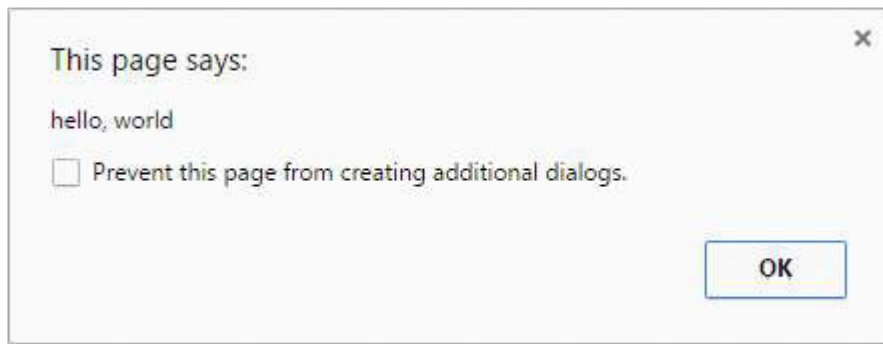 This page says:
hello, world
Prevent this page from creating additional dialogs.
OK